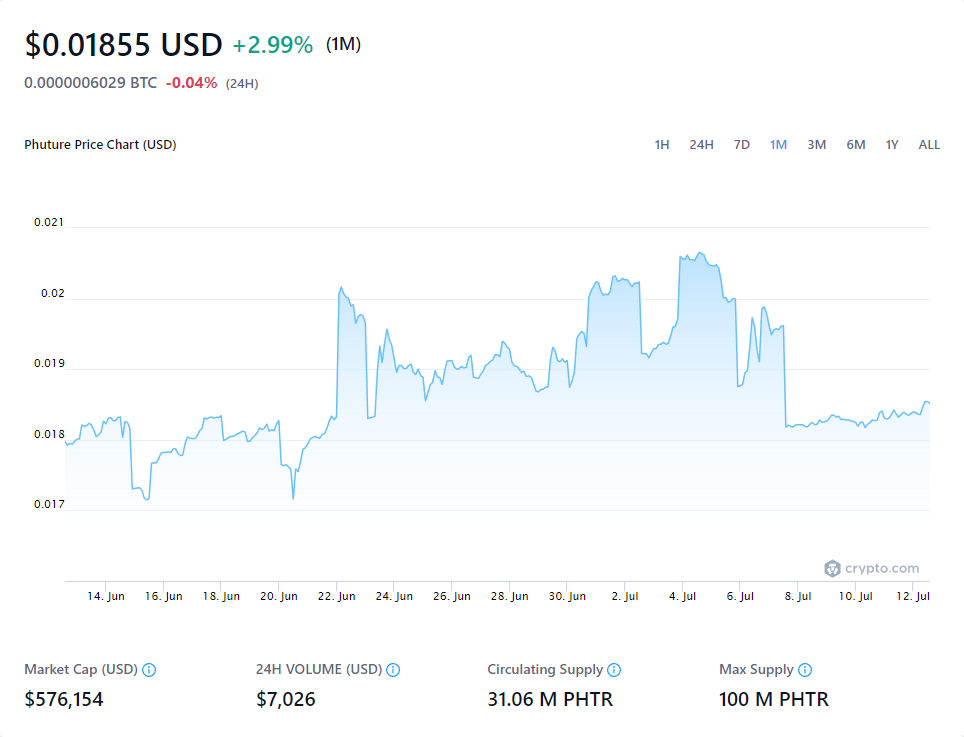 $0.01855 USD +2.99% (1M)
0.0000006029 BTC -0.04% (24H)
Phuture Price Chart (USD) 1H 24H 7D 1M 3M 6M 1Y ALL
0.021
0.02
0.019
0.018
0.017
crypto.com
14. Jun 16. Jun 18. Jun 20. Jun 22. Jun 24. Jun 26. Jun 28. Jun 30. Jun 2. Jul 4. Jul 6. Jul 8. Jul 10. Jul 12. Jul
Market Cap (USD) 24H VOLUME (USD) Circulating Supply Max Supply
$576,154 $7,026 31.06 M PHTR 100 M PHTR